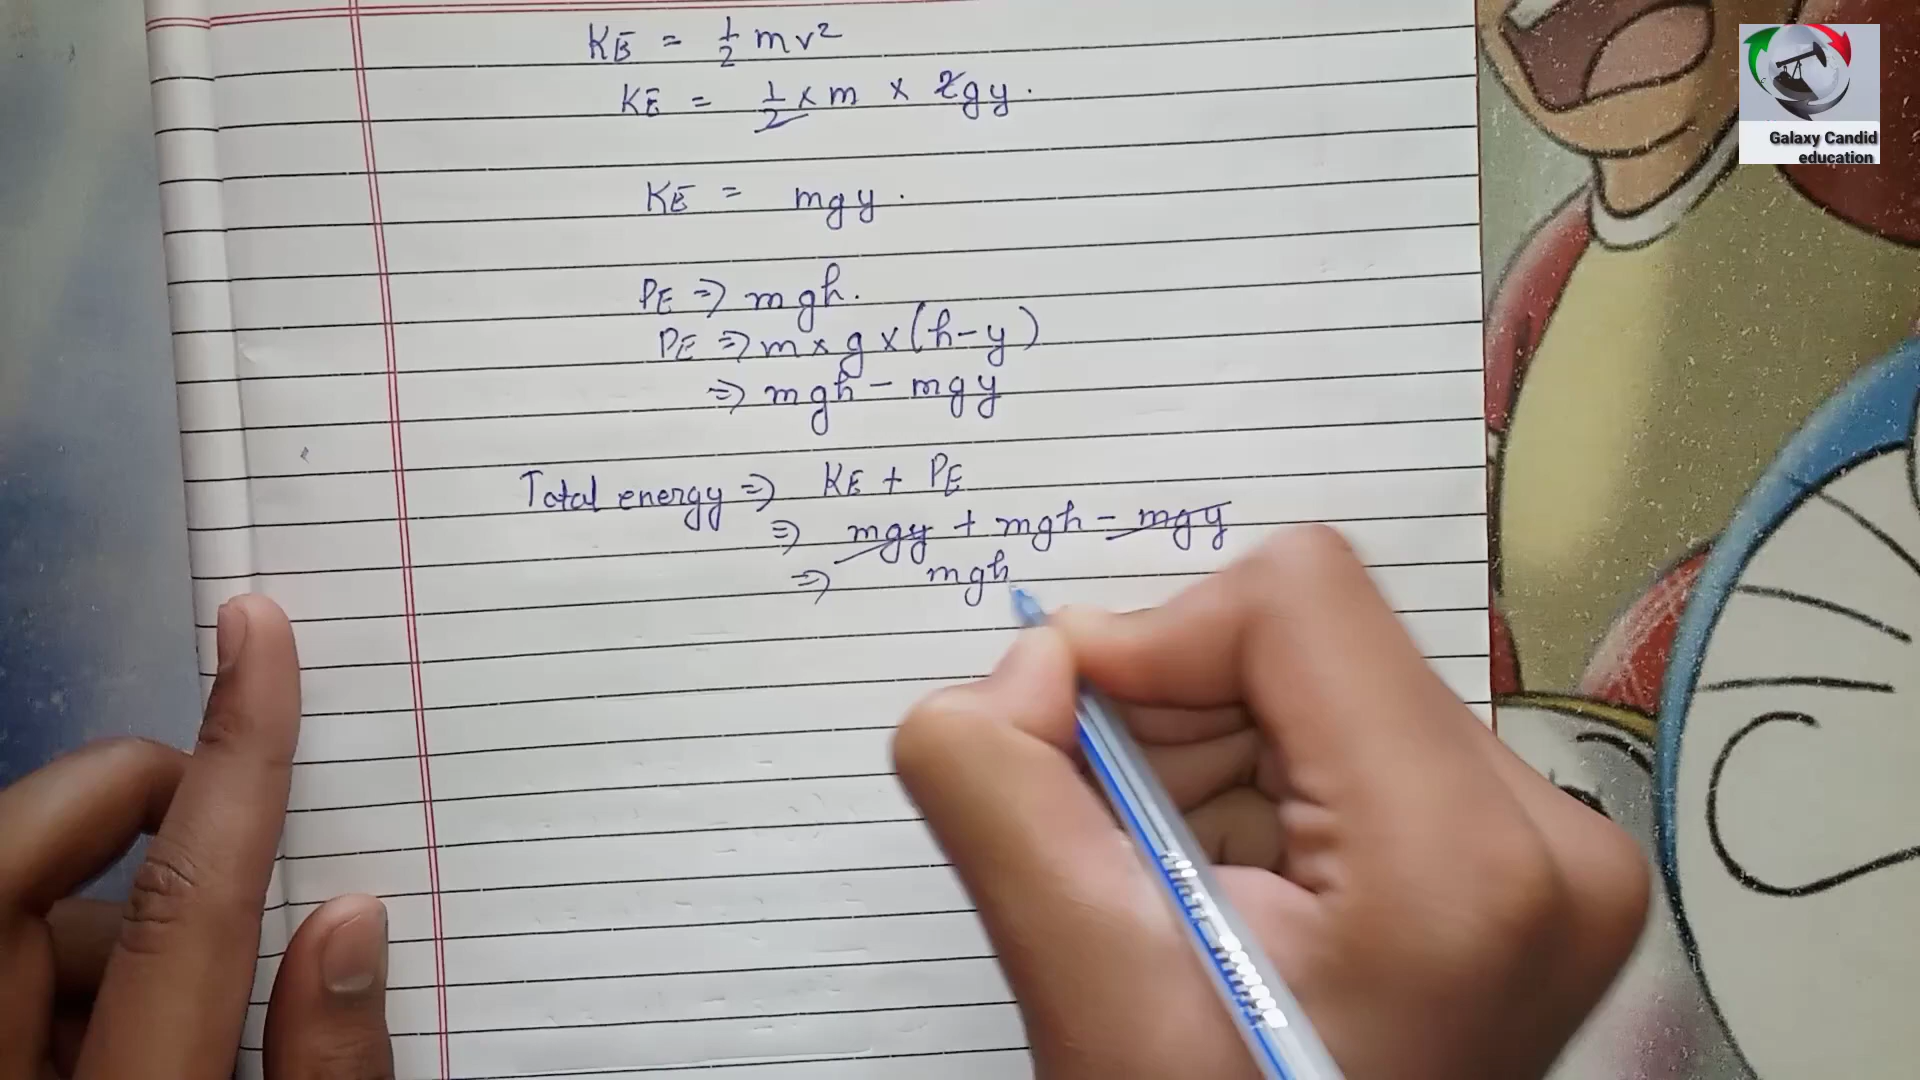 KE = 1/2 mv²
KE = 1/2 × m × 2gy.
KE = mgy.
PE ⇒ mgh.
PE ⇒ m × g × (h-y)
⇒ mgh - mgy
Total energy ⇒ KE + PE
⇒ mgy + mgh - mgy
⇒ mgh
Galaxy Candid
education